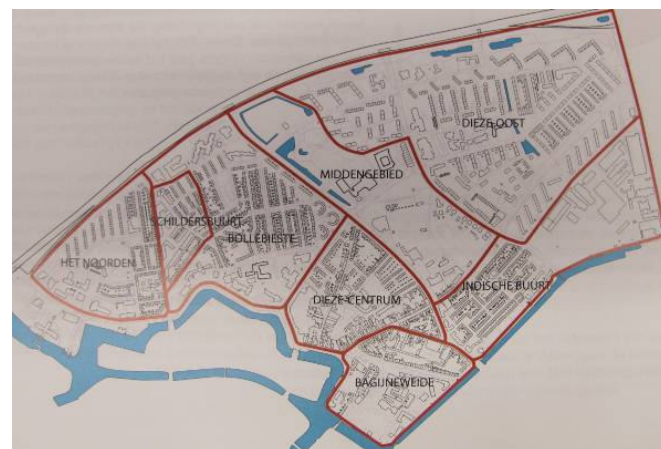 DIEZE-OOST
MIDDENGEBIED
SCHILDERSBUURT
BOLLEBIESTE
HET NOORDEN
DIEZE-CENTRUM
INDISCHE BUURT
BAGIJNEWEIDE